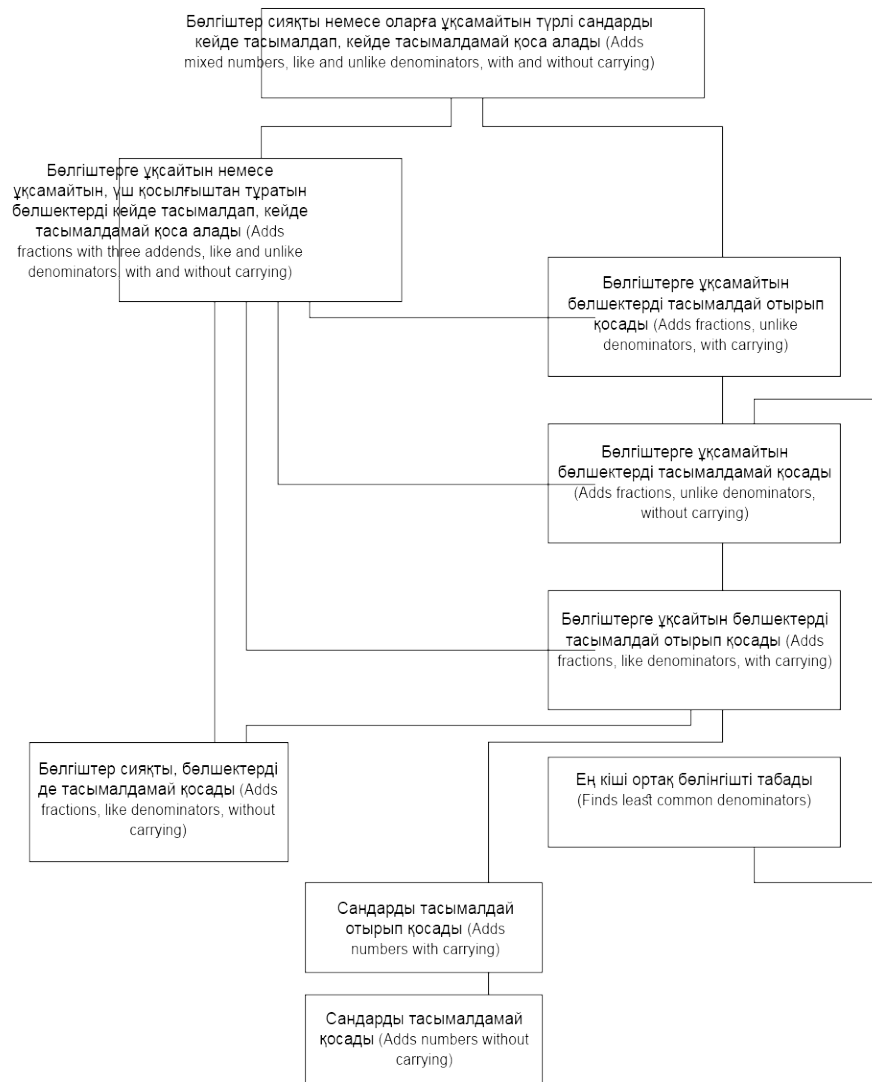 Бөлгіштер сияқты немесе оларға ұқсамайтын түрлі сандарды
кейде тасымалдап, кейде тасымалдамай қоса алады (Adds
mixed numbers, like and unlike denominators, with and without carrying)
Бөлгіштерге ұқсайтын немесе
ұқсамайтын, үш қосылғыштан тұратын
бөлшектерді кейде тасымалдап, кейде
тасымалдамай қоса алады (Adds
fractions with three addends, like and unlike
denominators, with and without carrying)
Бөлгіштерге ұқсамайтын
бөлшектерді тасымалдай отырып
қосады (Adds fractions, unlike
denominators, with carrying)
Бөлгіштерге ұқсамайтын
бөлшектерді тасымалдамай қосады
(Adds fractions, unlike denominators,
without carrying)
Бөлгіштерге ұқсайтын бөлшектерді
тасымалдай отырып қосады (Adds
fractions, like denominators, with carrying)
Бөлгіштер сияқты, бөлшектерді
де тасымалдамай қосады (Adds
fractions, like denominators, without
carrying)
Ең кіші ортақ бөлінгішті табады
(Finds least common denominators)
Сандарды тасымалдай
отырып қосады (Adds
numbers with carrying)
Сандарды тасымалдамай
қосады (Adds numbers without
carrying)